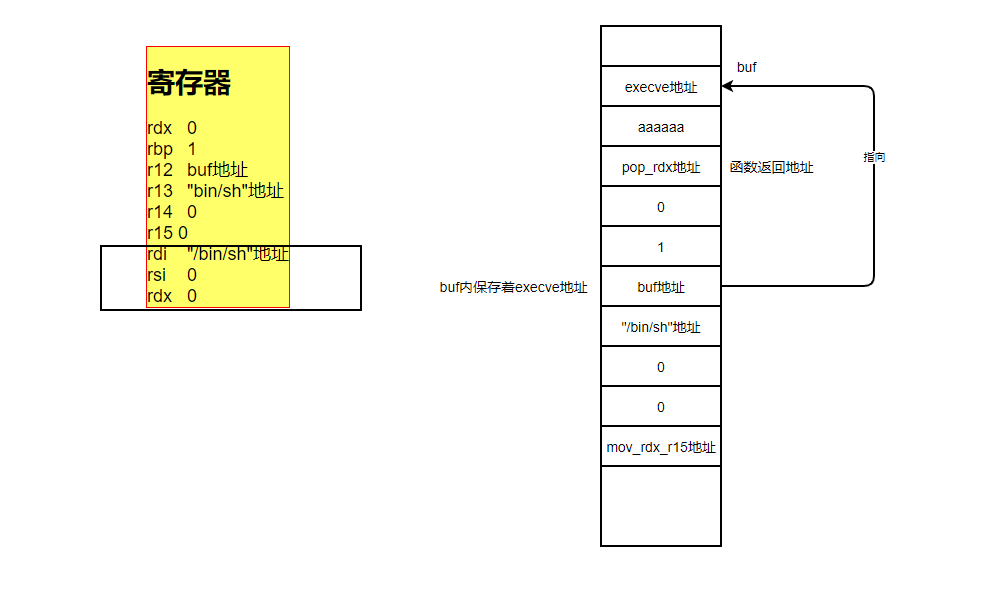 寄存器
rdx 0
rbp 1
r12 buf地址
r13 "bin/sh"地址
r14 0
r15 0
rdi "/bin/sh"地址
rsi 0
rdx 0
buf
execve地址
aaaaaa
pop_rdx地址
函数返回地址
指向
0
1
buf内保存着execve地址
buf地址
"/bin/sh"地址
0
0
mov_rdx_r15地址